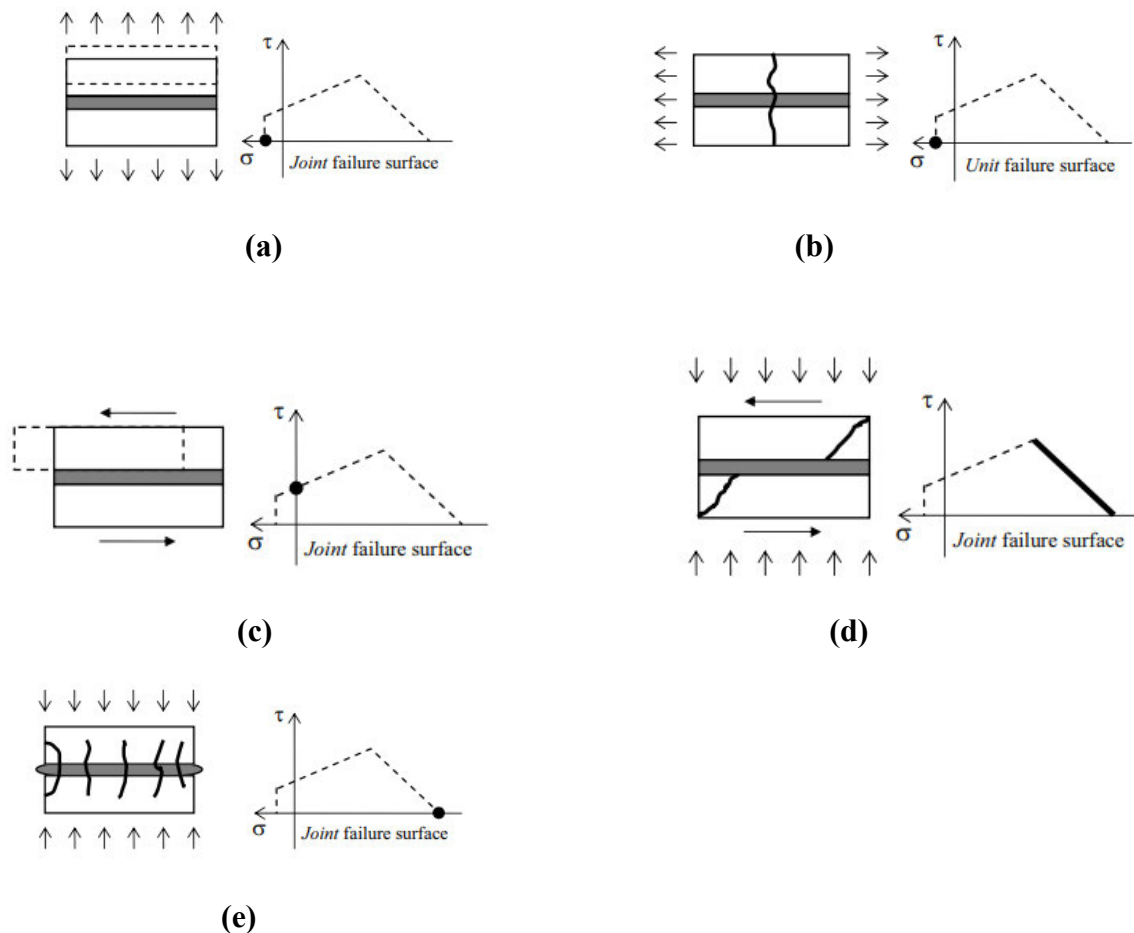 τ
σ
Joint failure surface
(a)
τ
σ
Unit failure surface
(b)
τ
σ
Joint failure surface
(c)
τ
σ
Joint failure surface
(d)
τ
σ
Joint failure surface
(e)